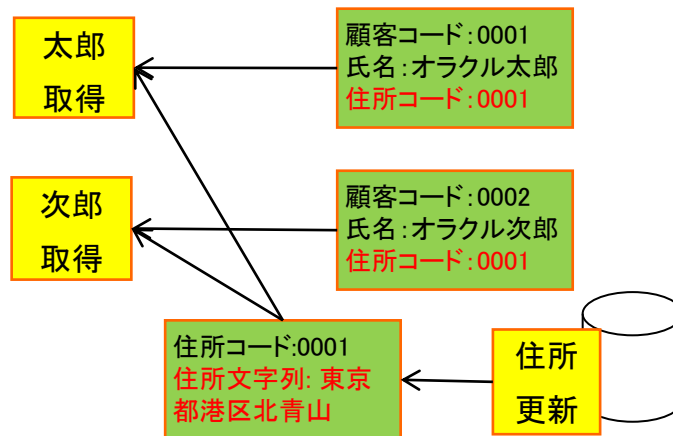 太郎
取得
顧客コード:0001
氏名:オラクル太郎
住所コード:0001
次郎
取得
顧客コード:0002
氏名:オラクル次郎
住所コード:0001
住所コード:0001
住所文字列: 東京
都港区北青山
住所
更新